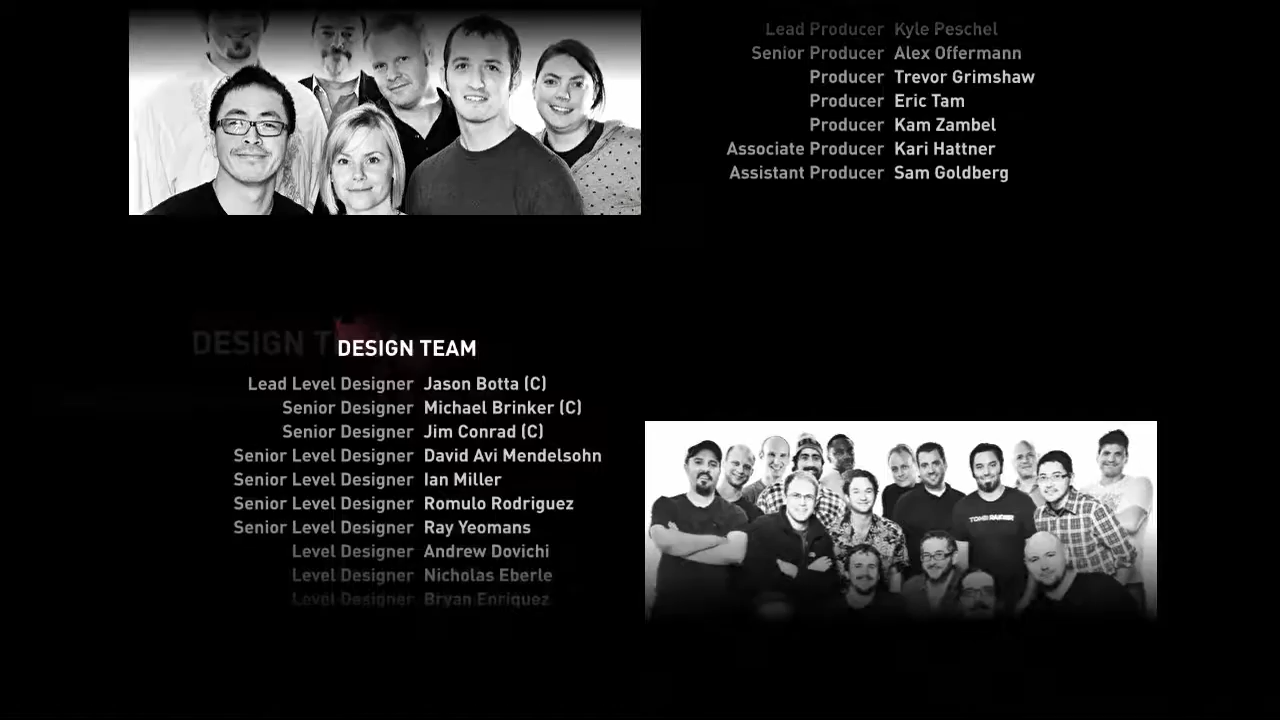 Lead Producer Kyle Peschel
Senior Producer Alex Offermann
Producer Trevor Grimshaw
Producer Eric Tam
Producer Kam Zambel
Associate Producer Kari Hattner
Assistant Producer Sam Goldberg
DESIGN TEAM
Lead Level Designer Jason Botta (C)
Senior Designer Michael Brinker (C)
Senior Designer Jim Conrad (C)
Senior Level Designer David Avi Mendelsohn
Senior Level Designer Ian Miller
Senior Level Designer Romulo Rodriguez
Senior Level Designer Ray Yeomans
Level Designer Andrew Dovichi
Level Designer Nicholas Eberle
Level Designer Bryan Enriquez
TOMB RAIDER